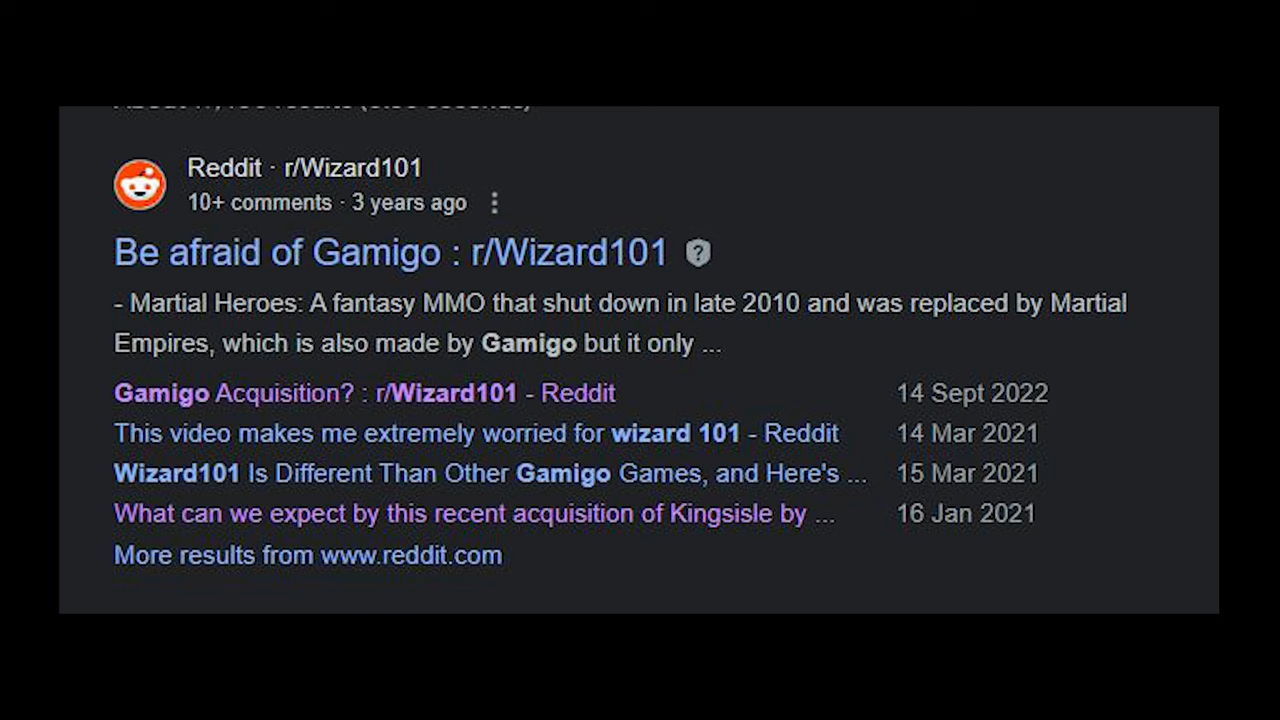 Reddit · r/Wizard101
10+ comments · 3 years ago
Be afraid of Gamigo : r/Wizard101
- Martial Heroes: A fantasy MMO that shut down in late 2010 and was replaced by Martial
Empires, which is also made by Gamigo but it only ...
Gamigo Acquisition? : r/Wizard101 - Reddit 14 Sept 2022
This video makes me extremely worried for wizard 101 - Reddit 14 Mar 2021
Wizard101 Is Different Than Other Gamigo Games, and Here's ... 15 Mar 2021
What can we expect by this recent acquisition of Kingsisle by ... 16 Jan 2021
More results from www.reddit.com